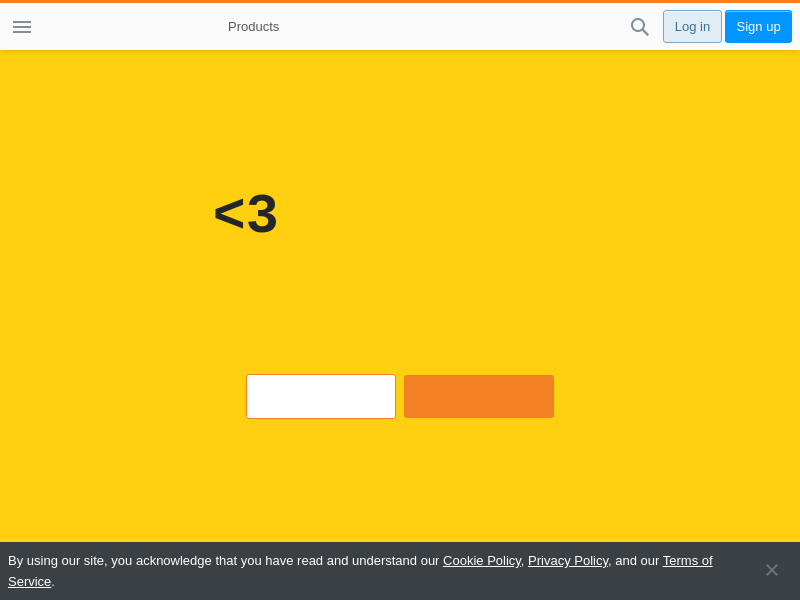 Products
Log in
Sign up
<3
By using our site, you acknowledge that you have read and understand our Cookie Policy, Privacy Policy, and our Terms of
Service.